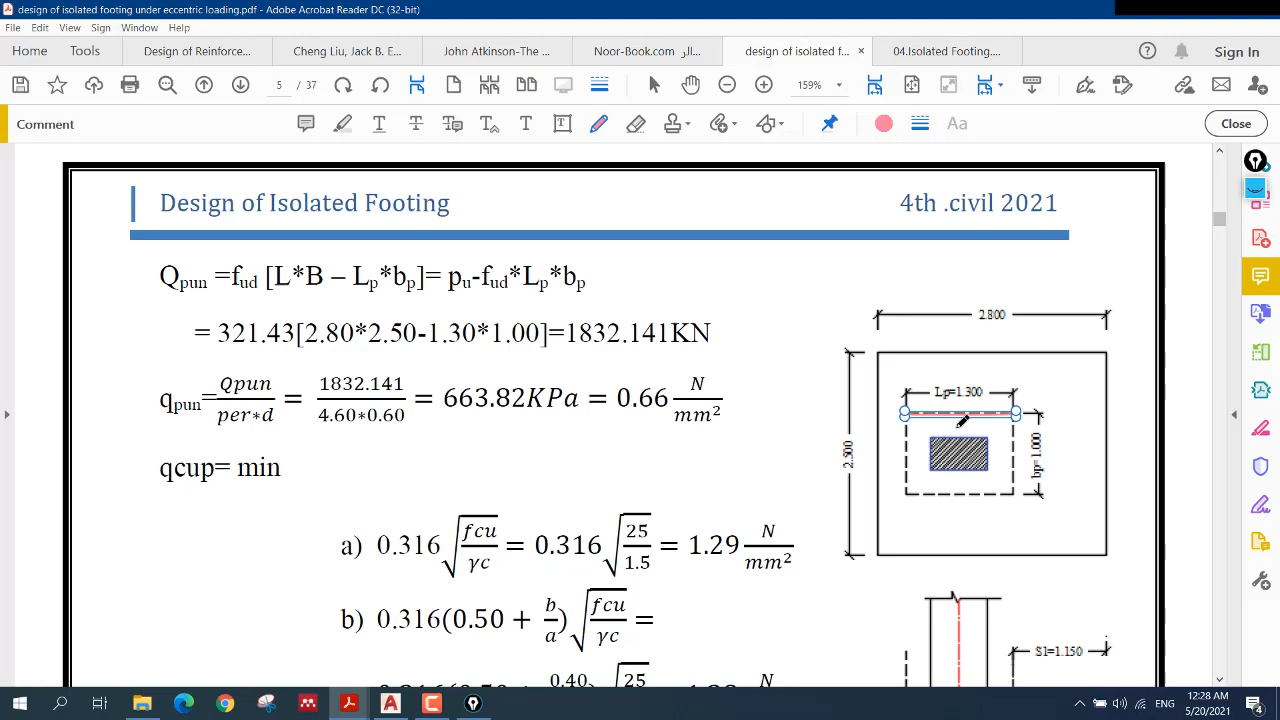 design of isolated footing under eccentric loading.pdf - Adobe Acrobat Reader DC (32-bit)
File Edit View Sign Window Help
Home Tools Design of Reinforce... Cheng Liu, Jack B. E... John Atkinson-The ... Noor-Book.com الر... design of isolated f... × 04.Isolated Footing.... Sign In
5 / 37 159%
Comment Close
Design of Isolated Footing 4th .civil 2021
Qpun =fud [L*B – Lp*bp]= pu-fud*Lp*bp
= 321.43[2.80*2.50-1.30*1.00]=1832.141KN
qpun= Qpun / per∗d = 1832.141 / 4.60∗0.60 = 663.82KPa = 0.66 N / mm²
qcup= min
a) 0.316 √(fcu / γc) = 0.316 √(25 / 1.5) = 1.29 N / mm²
b) 0.316(0.50 + b / a) √(fcu / γc) =
2.800
Lp=1.300
bp=1.000
2.500
S1=1.150
ENG
12:28 AM
5/20/2021
4